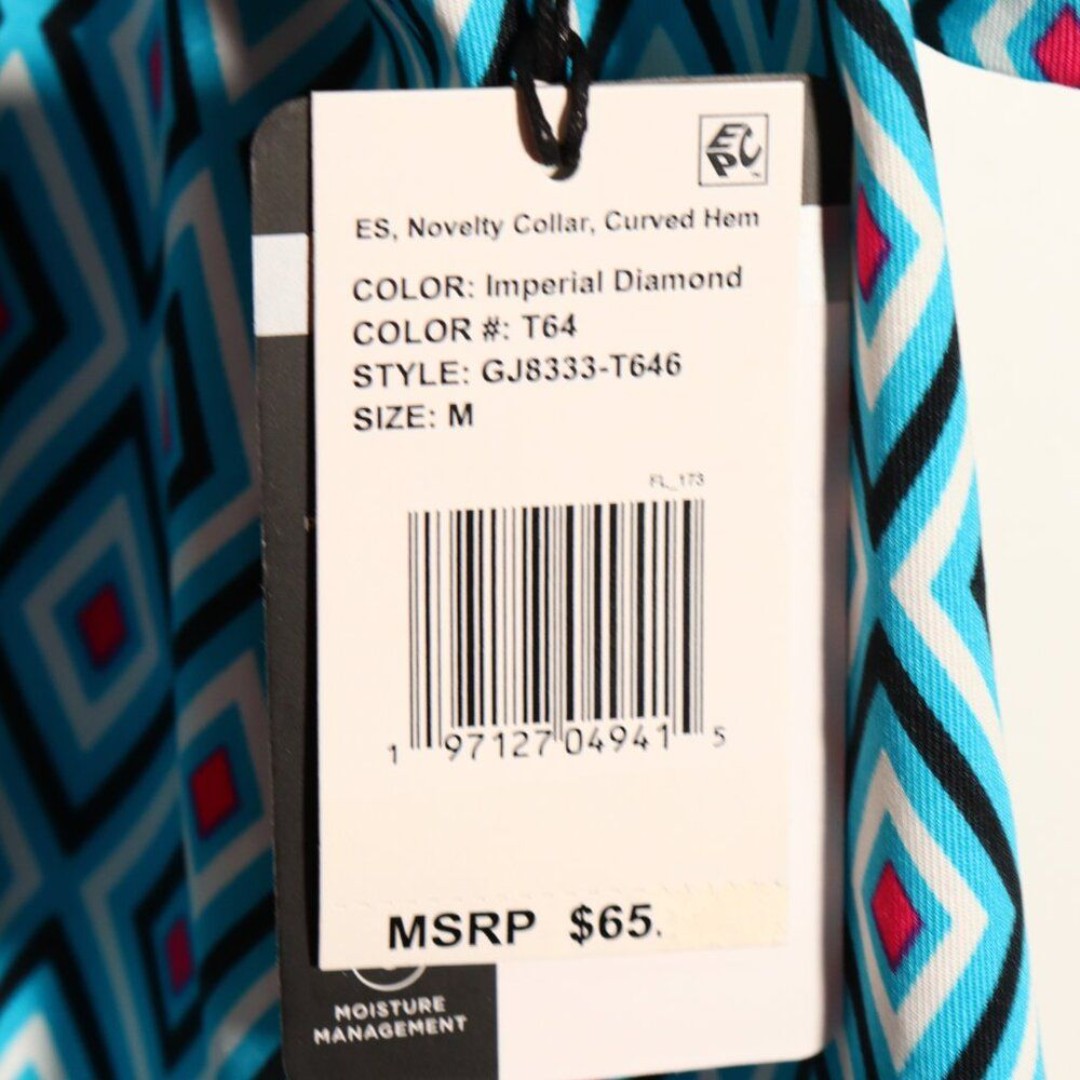 EPC
ES, Novelty Collar, Curved Hem
COLOR: Imperial Diamond
COLOR #: T64
STYLE: GJ8333-T646
SIZE: M
FL_173
1 97127 04941 5
MSRP $65.
MOISTURE
MANAGEMENT